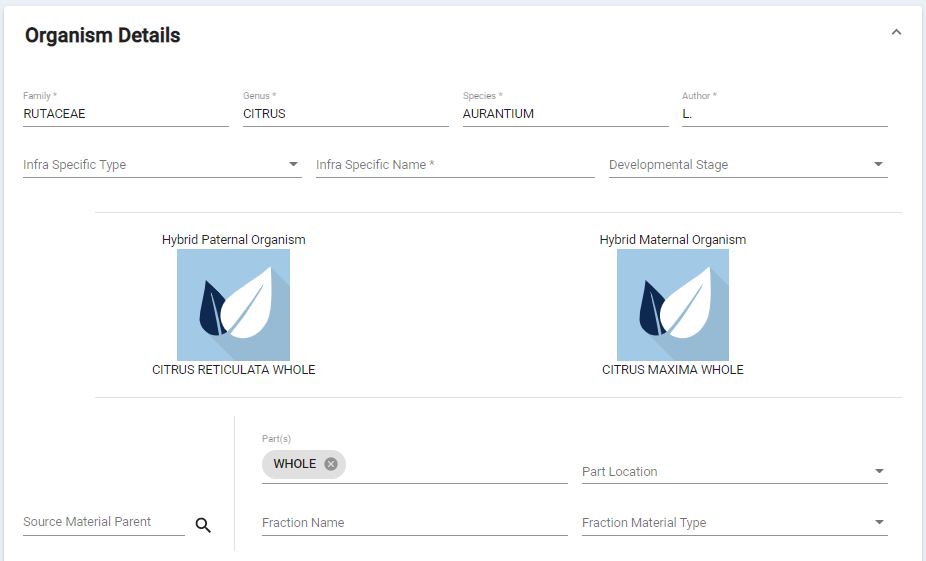 Organism Details
Family * Genus * Species * Author *
RUTACEAE CITRUS AURANTIUM L.
Infra Specific Type Infra Specific Name * Developmental Stage
Hybrid Paternal Organism Hybrid Maternal Organism
CITRUS RETICULATA WHOLE CITRUS MAXIMA WHOLE
Part(s)
WHOLE
Part Location
Source Material Parent Fraction Name Fraction Material Type